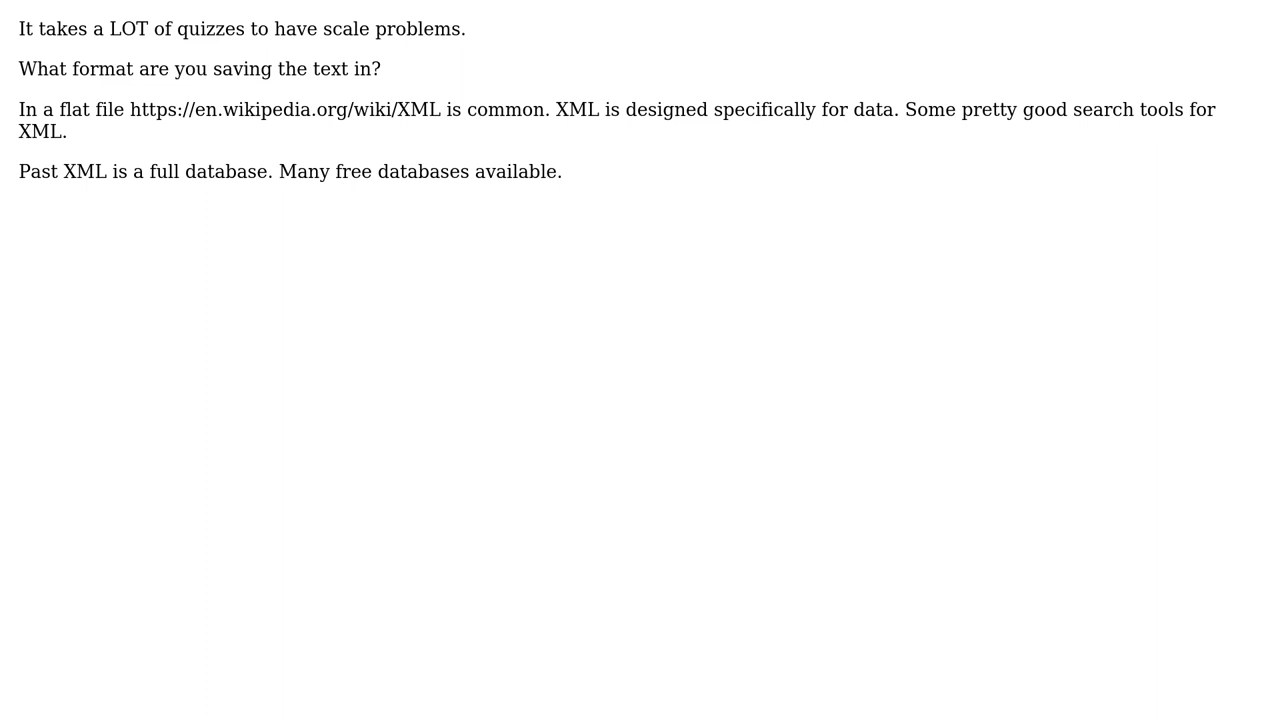 It takes a LOT of quizzes to have scale problems.
What format are you saving the text in?
In a flat file https://en.wikipedia.org/wiki/XML is common. XML is designed specifically for data. Some pretty good search tools for
XML.
Past XML is a full database. Many free databases available.